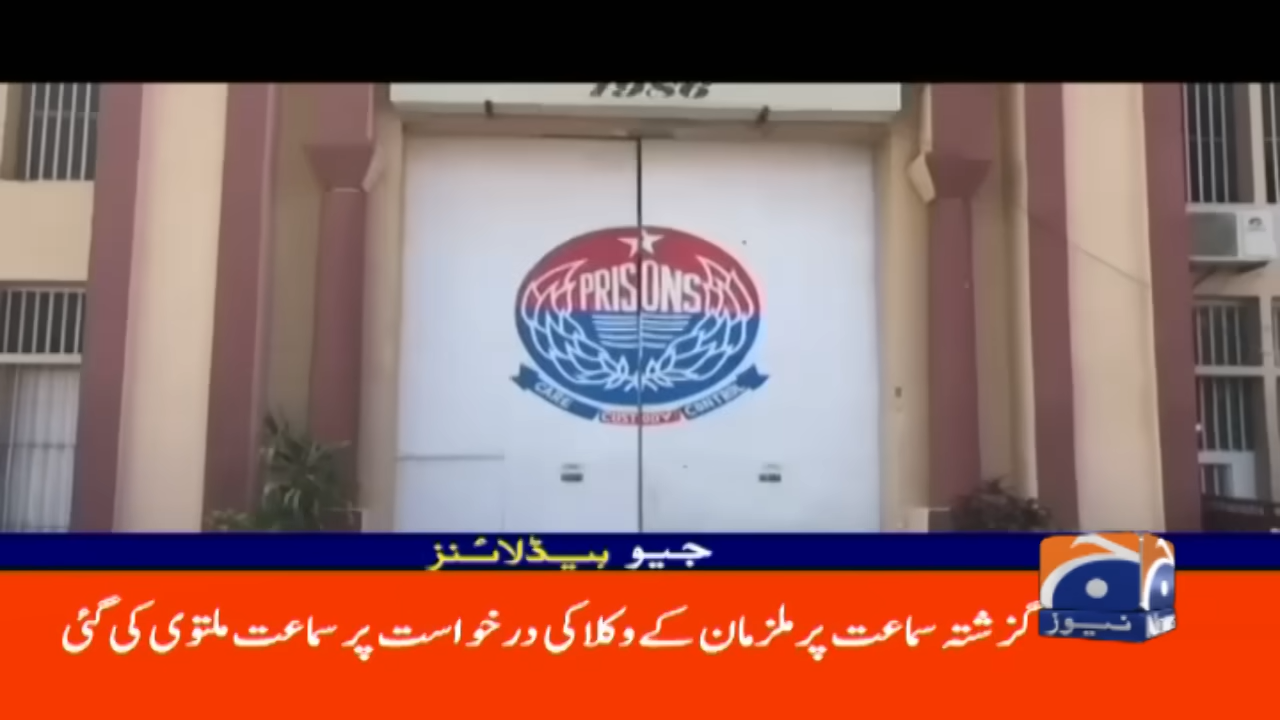 1986
PRISONS
CARE CUSTODY CONTROL
جیو ہیڈلائنز
گزشتہ سماعت پر ملزمان کے وکلا کی درخواست پر سماعت ملتوی کی گئی
نیوز